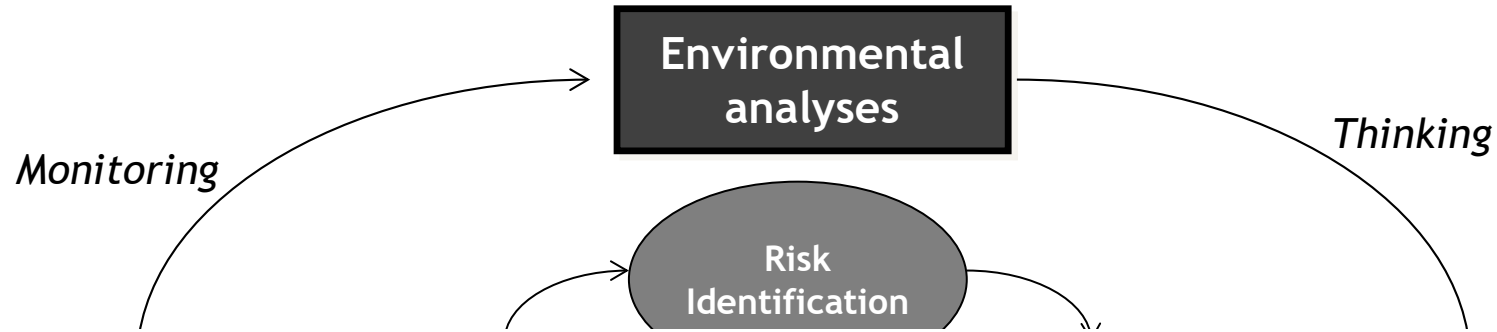 Environmental
analyses
Thinking
Monitoring
Risk
Identification